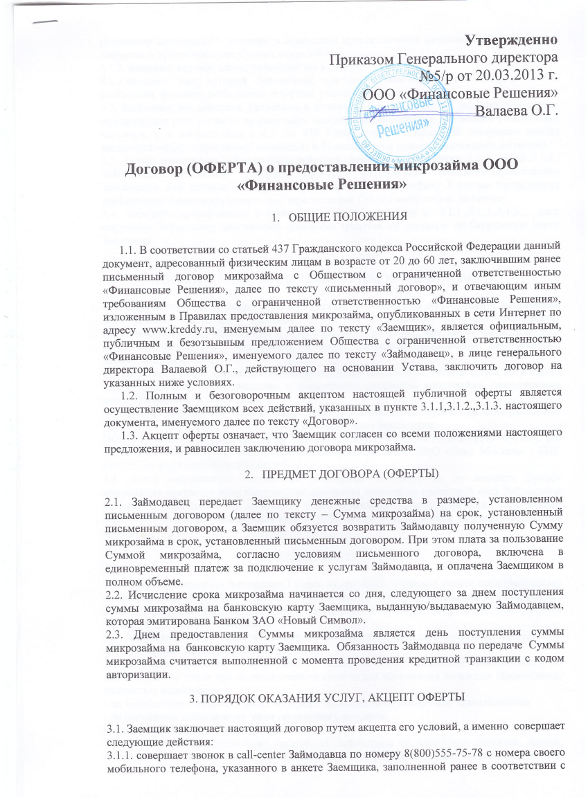 Утвержденно
Приказом Генерального директора
№5/р от 20.03.2013 г.
ООО «Финансовые Решения»
Валаева О.Г.
«Финансовые
Решения»
Договор (ОФЕРТА) о предоставлении микрозайма ООО
«Финансовые Решения»
1. ОБЩИЕ ПОЛОЖЕНИЯ
1.1. В соответствии со статьей 437 Гражданского кодекса Российской Федерации данный
документ, адресованный физическим лицам в возрасте от 20 до 60 лет, заключившим ранее
письменный договор микрозайма с Обществом с ограниченной ответственностью
«Финансовые Решения», далее по тексту «письменный договор», и отвечающим иным
требованиям Общества с ограниченной ответственностью «Финансовые Решения»,
изложенным в Правилах предоставления микрозайма, опубликованных в сети Интернет по
адресу www.kreddy.ru, именуемым далее по тексту «Заемщик», является официальным,
публичным и безотзывным предложением Общества с ограниченной ответственностью
«Финансовые Решения», именуемого далее по тексту «Займодавец», в лице генерального
директора Валаевой О.Г., действующего на основании Устава, заключить договор на
указанных ниже условиях.
1.2. Полным и безоговорочным акцептом настоящей публичной оферты является
осуществление Заемщиком всех действий, указанных в пункте 3.1.1,3.1.2.,3.1.3. настоящего
документа, именуемого далее по тексту «Договор».
1.3. Акцепт оферты означает, что Заемщик согласен со всеми положениями настоящего
предложения, и равносилен заключению договора микрозайма.
2. ПРЕДМЕТ ДОГОВОРА (ОФЕРТЫ)
2.1. Займодавец передает Заемщику денежные средства в размере, установленном
письменным договором (далее по тексту – Сумма микрозайма) на срок, установленный
письменным договором, а Заемщик обязуется возвратить Займодавцу полученную Сумму
микрозайма в срок, установленный письменным договором. При этом плата за пользование
Суммой микрозайма, согласно условиям письменного договора, включена в
единовременный платеж за подключение к услугам Займодавца, и оплачена Заемщиком в
полном объеме.
2.2. Исчисление срока микрозайма начинается со дня, следующего за днем поступления
суммы микрозайма на банковскую карту Заемщика, выданную/выдаваемую Займодавцем,
которая эмитирована Банком ЗАО «Новый Символ».
2.3. Днем предоставления Суммы микрозайма является день поступления суммы
микрозайма на банковскую карту Заемщика. Обязанность Займодавца по передаче Суммы
микрозайма считается выполненной с момента проведения кредитной транзакции с кодом
авторизации.
3. ПОРЯДОК ОКАЗАНИЯ УСЛУГ, АКЦЕПТ ОФЕРТЫ
3.1. Заемщик заключает настоящий договор путем акцепта его условий, а именно совершает
следующие действия:
3.1.1. совершает звонок в call-center Займодавца по номеру 8(800)555-75-78 с номера своего
мобильного телефона, указанного в анкете Заемщика, заполненной ранее в соответствии с